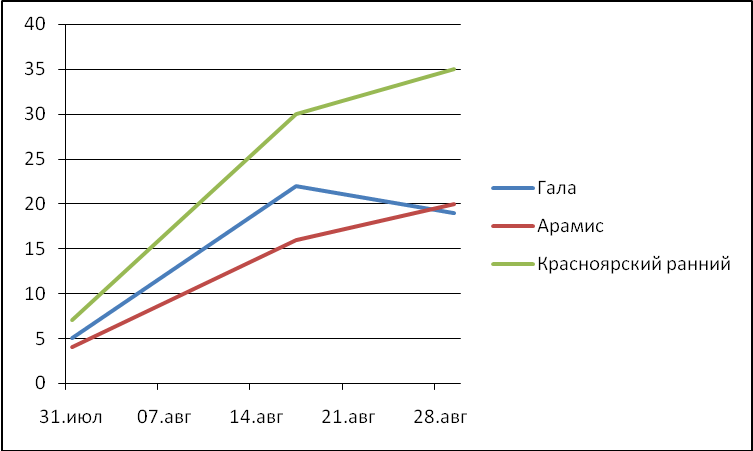 40
35
30
25
20
15
10
5
0
31.июл 07.авг 14.авг 21.авг 28.авг
Гала
Арамис
Красноярский ранний